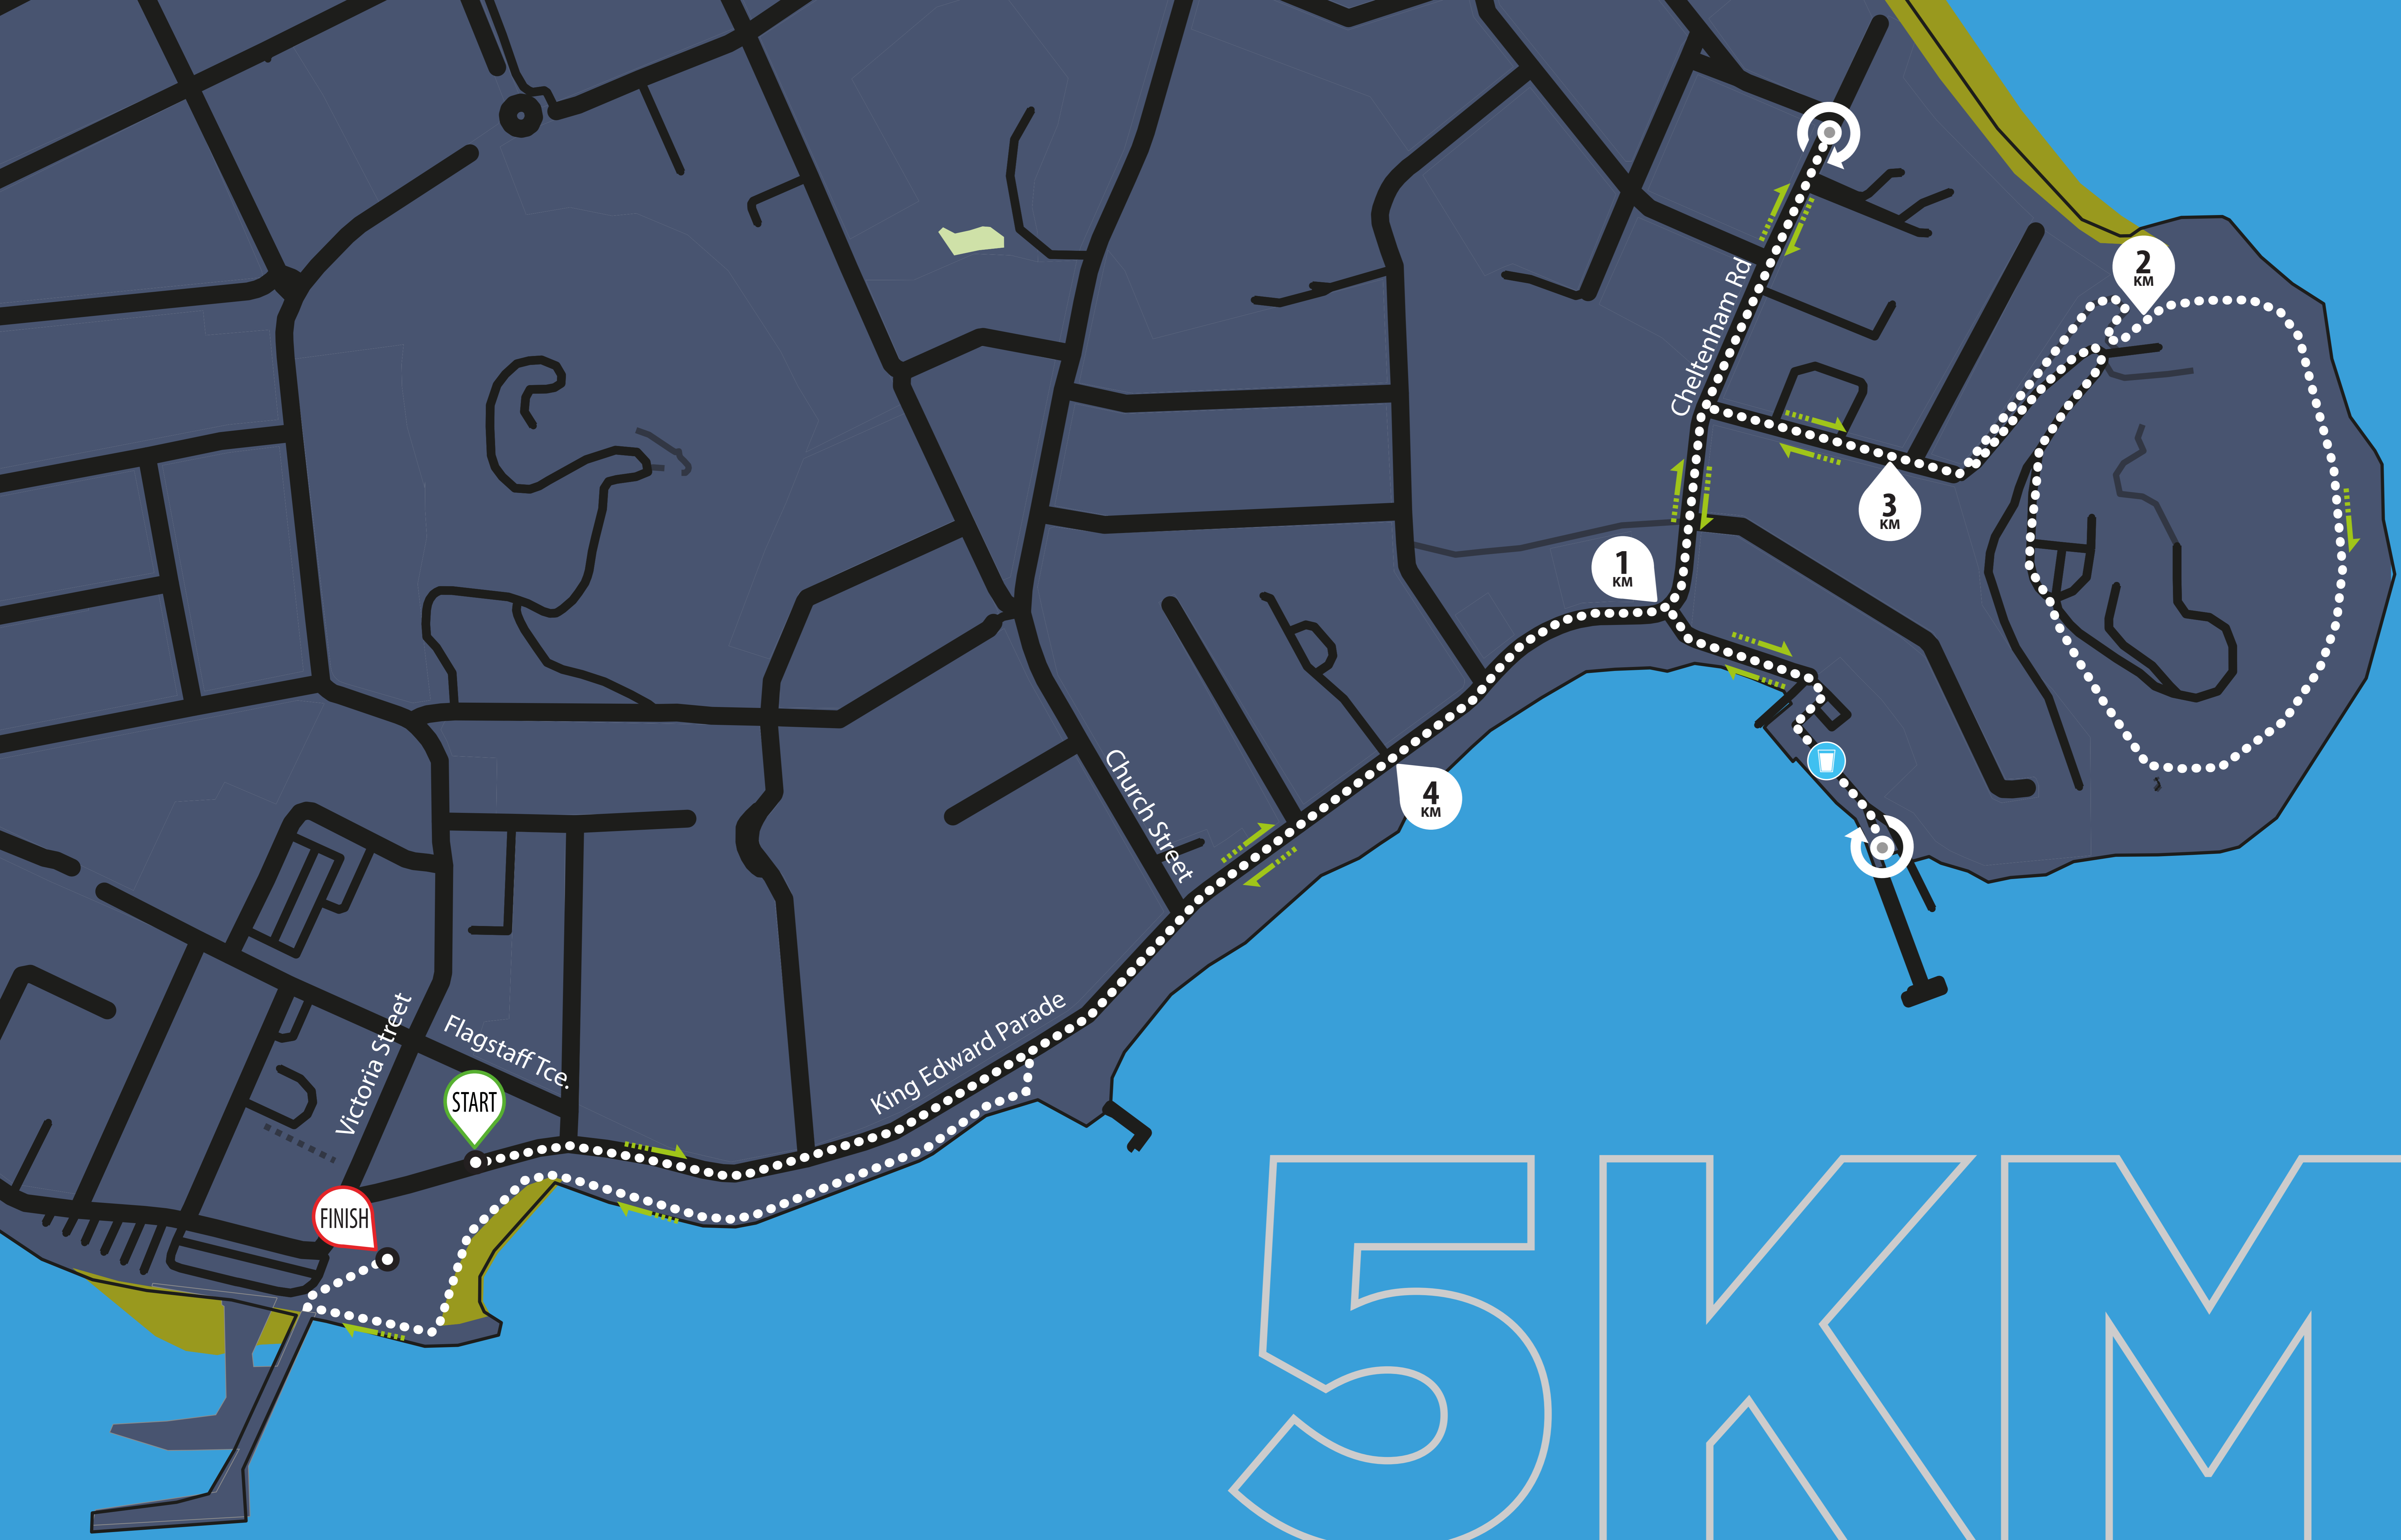 2
KM
Cheltenham Rd
3
KM
1
KM
Church Street
4
KM
King Edward Parade
Victoria Street
Flagstaff Tce.
START
FINISH
5KM